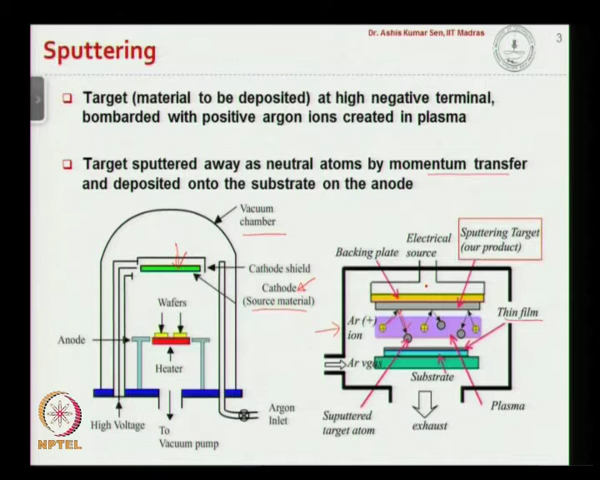 Dr. Ashis Kumar Sen, IIT Madras
3
Sputtering
Target (material to be deposited) at high negative terminal,
bombarded with positive argon ions created in plasma
Target sputtered away as neutral atoms by momentum transfer
and deposited onto the substrate on the anode
Vacuum
chamber
Cathode shield
Cathode
(Source material)
Wafers
Anode
Heater
High Voltage
To
Vacuum pump
Argon
Inlet
Electrical
source
Sputtering Target
(our product)
Backing plate
Ar (+)
ion
Thin film
Ar vgas
Substrate
Suputtered
target atom
exhaust
Plasma
NPTEL